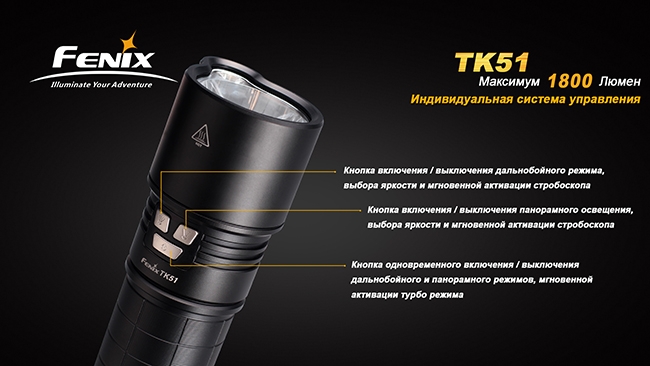 FENIX
Illuminate Your Adventure
TK51
Максимум 1800 Люмен
Индивидуальная система управления
Кнопка включения / выключения дальнобойного режима,
выбора яркости и мгновенной активации стробоскопа
Кнопка включения / выключения панорамного освещения,
выбора яркости и мгновенной активации стробоскопа
Кнопка одновременного включения / выключения
дальнобойного и панорамного режимов, мгновенной
активации турбо режима
FENIX TK51